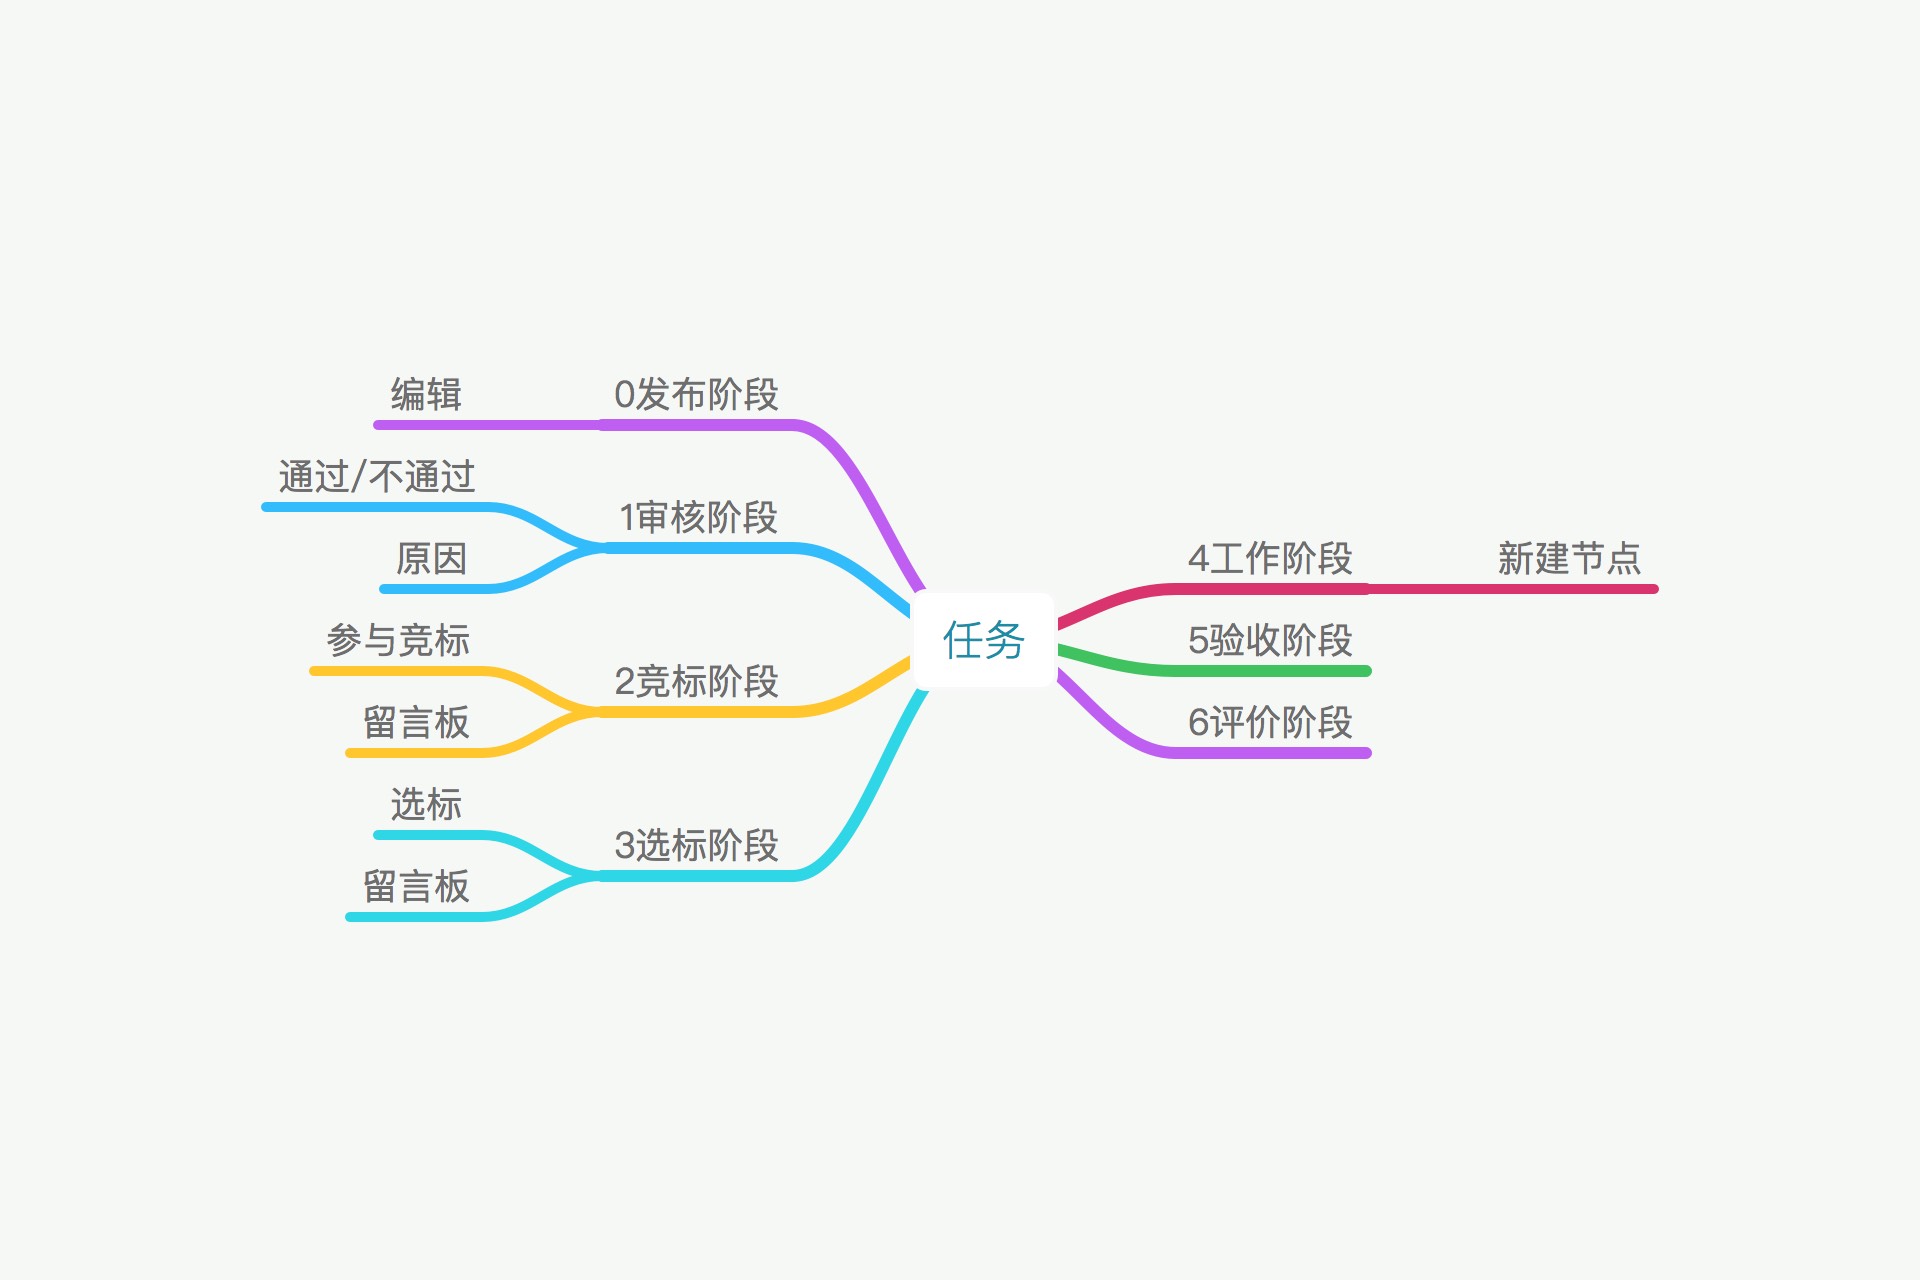 任务
0发布阶段
编辑
1审核阶段
通过/不通过
原因
2竞标阶段
参与竞标
留言板
3选标阶段
选标
留言板
4工作阶段
新建节点
5验收阶段
6评价阶段